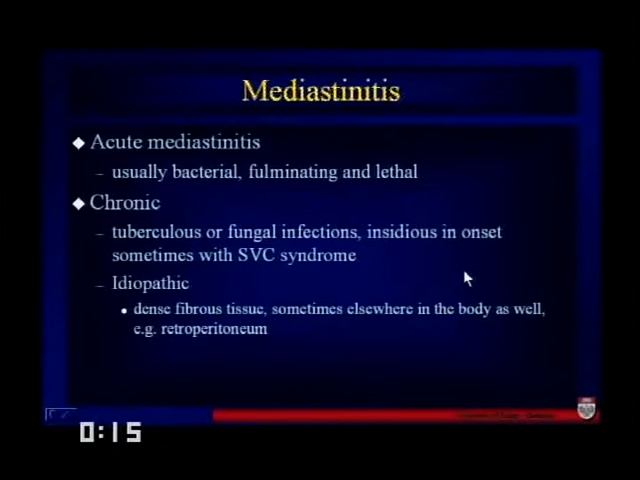 Mediastinitis
◆ Acute mediastinitis
– usually bacterial, fulminating and lethal
◆ Chronic
– tuberculous or fungal infections, insidious in onset
sometimes with SVC syndrome
– Idiopathic
• dense fibrous tissue, sometimes elsewhere in the body as well,
e.g. retroperitoneum
0:15